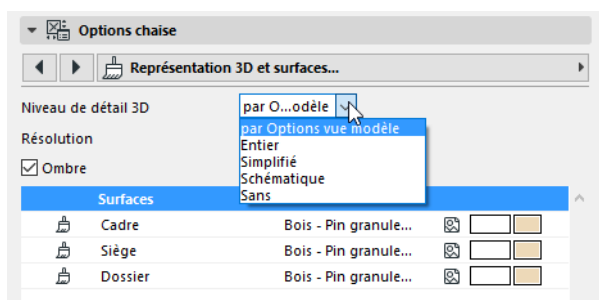 Options chaise
Représentation 3D et surfaces...
Niveau de détail 3D par O...odèle
par Options vue modèle
Résolution
Entier
Simplifié
Ombre
Schématique
Sans
Surfaces
Cadre Bois - Pin granule...
Siège Bois - Pin granule...
Dossier Bois - Pin granule...